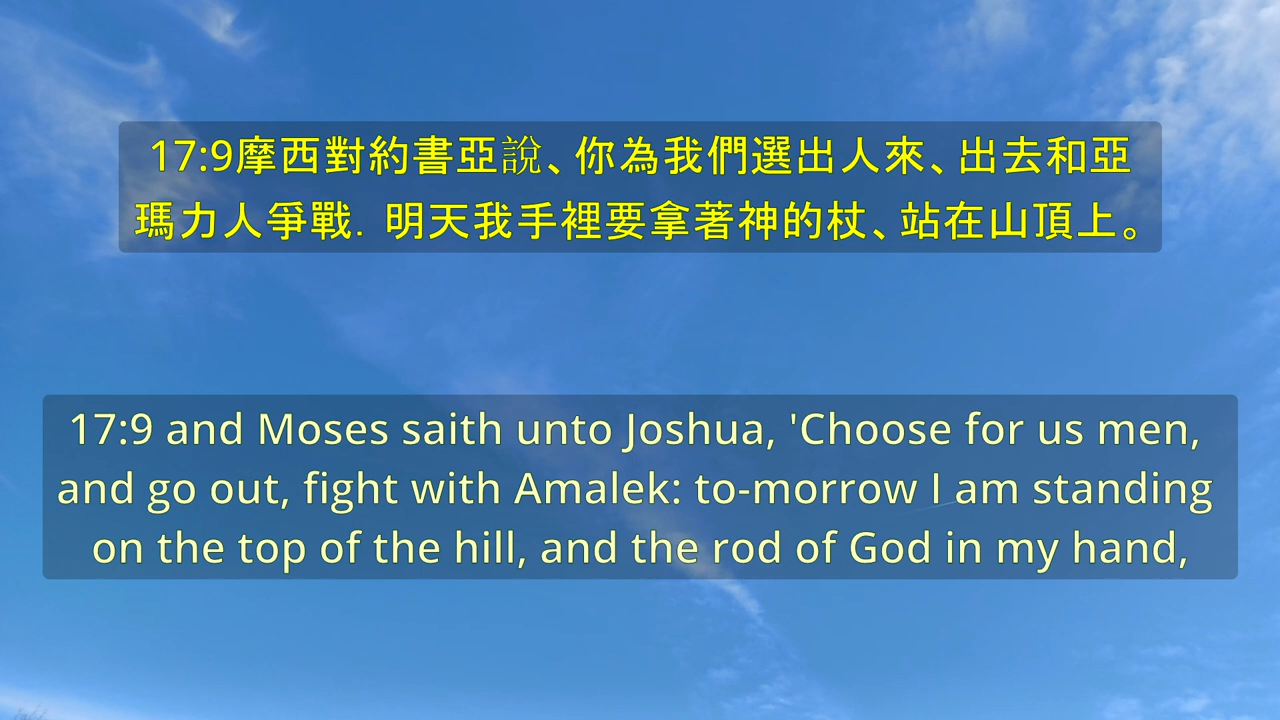 17:9摩西對約書亞說、你為我們選出人來、出去和亞
瑪力人爭戰．明天我手裡要拿著神的杖、站在山頂上。
17:9 and Moses saith unto Joshua, 'Choose for us men,
and go out, fight with Amalek: to-morrow I am standing
on the top of the hill, and the rod of God in my hand,